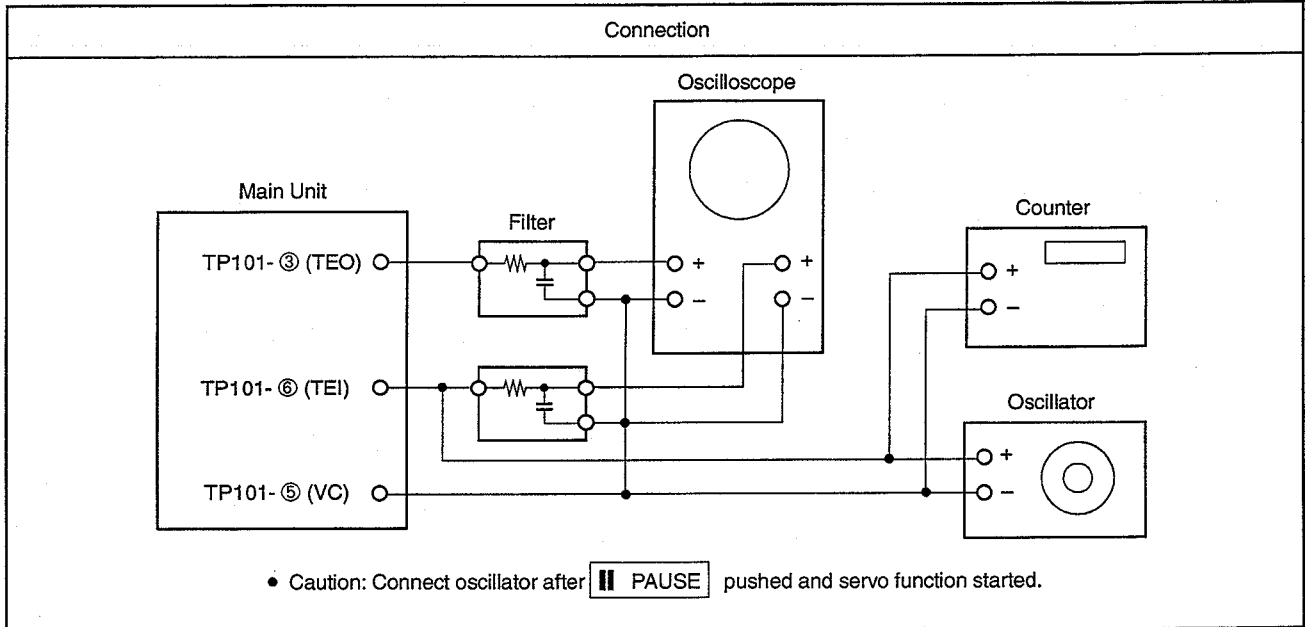 Connection
Oscilloscope
Main Unit
Filter
Counter
TP101- ③ (TEO)
+ +
− −
+
−
TP101- ⑥ (TEI)
Oscillator
+
−
TP101- ⑤ (VC)
• Caution: Connect oscillator after ▮▮ PAUSE pushed and servo function started.